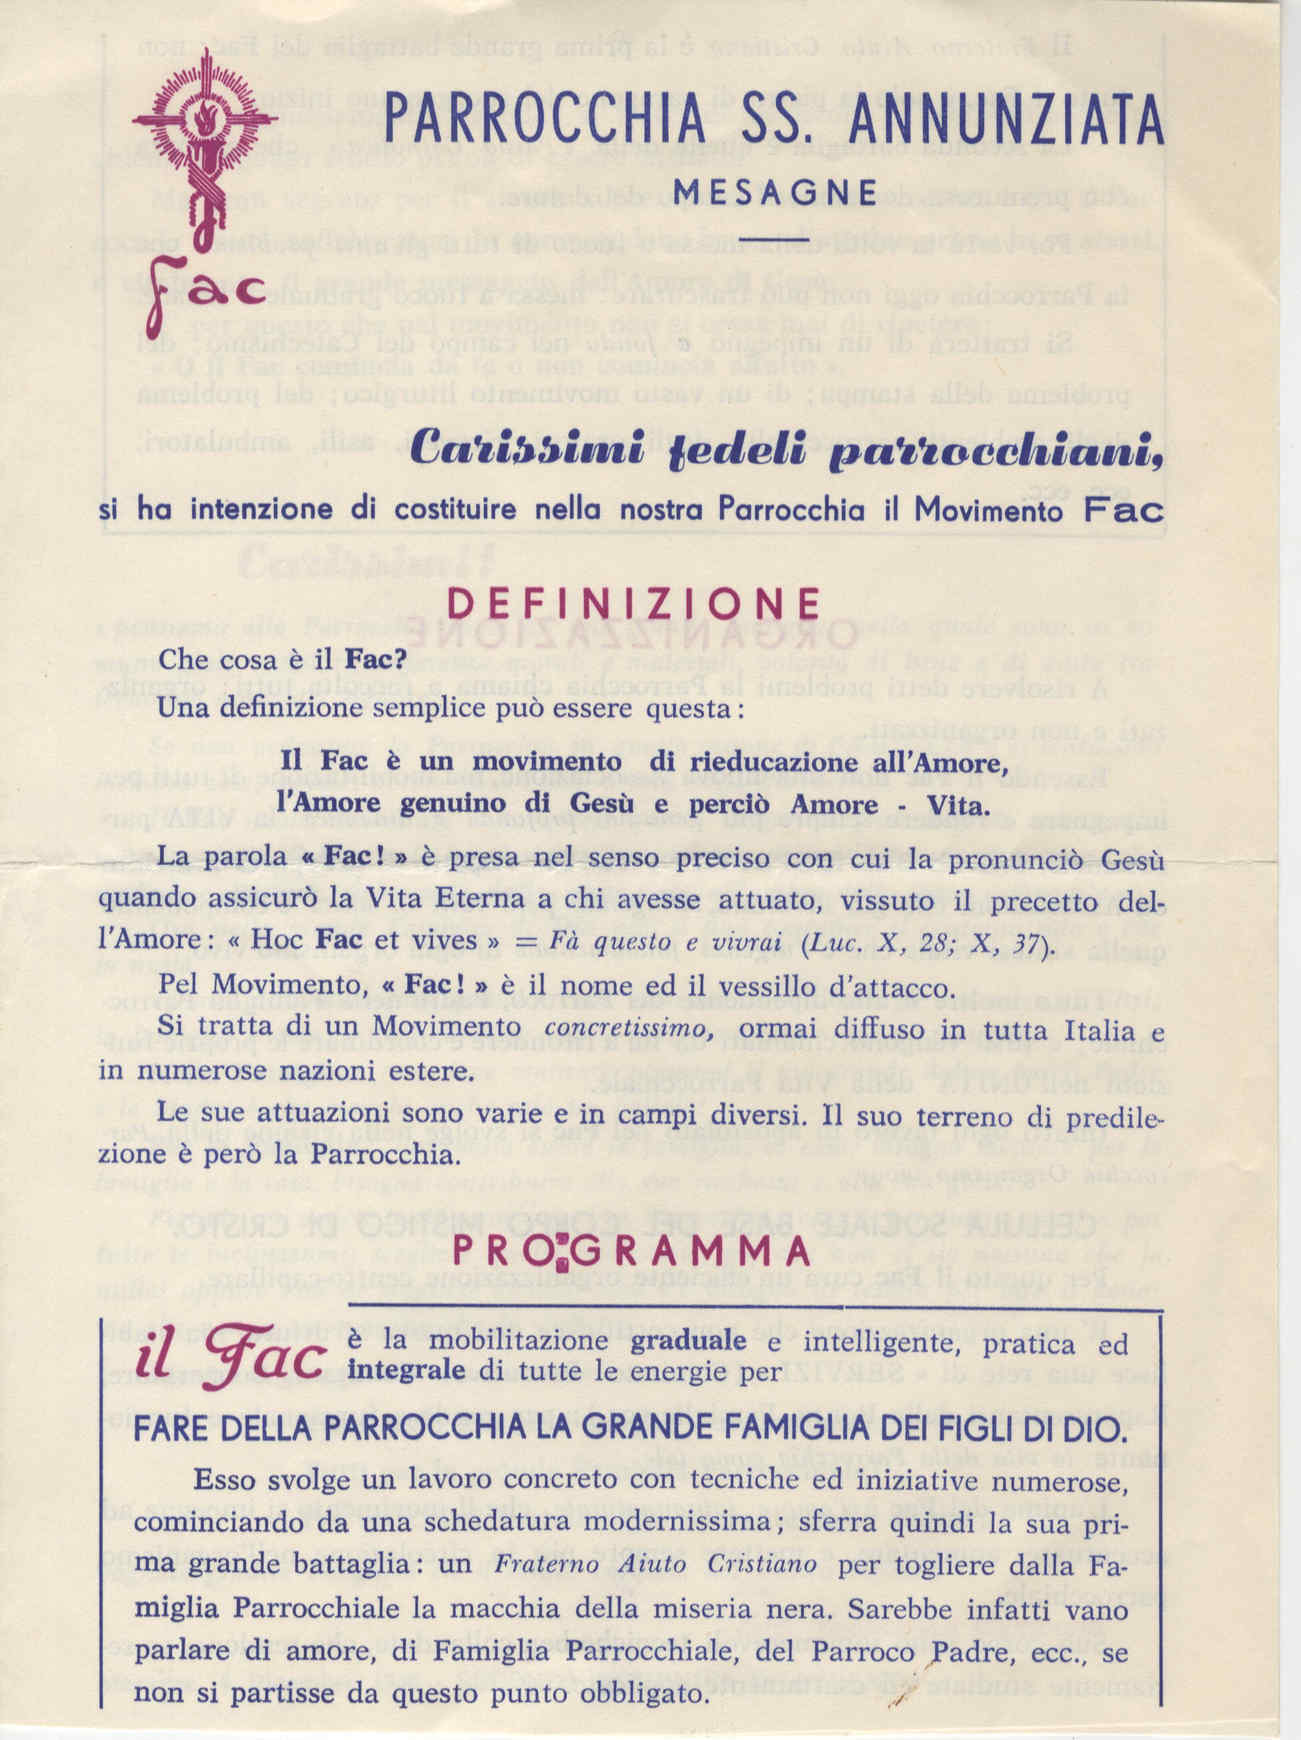 PARROCCHIA SS. ANNUNZIATA
MESAGNE
Fac
Carissimi fedeli parrocchiani,
si ha intenzione di costituire nella nostra Parrocchia il Movimento Fac
DEFINIZIONE
Che cosa è il Fac?
Una definizione semplice può essere questa:
Il Fac è un movimento di rieducazione all'Amore,
l'Amore genuino di Gesù e perciò Amore - Vita.
La parola « Fac! » è presa nel senso preciso con cui la pronunciò Gesù
quando assicurò la Vita Eterna a chi avesse attuato, vissuto il precetto del-
l'Amore: « Hoc Fac et vives » = Fà questo e vivrai (Luc. X, 28; X, 37).
Pel Movimento, « Fac! » è il nome ed il vessillo d'attacco.
Si tratta di un Movimento concretissimo, ormai diffuso in tutta Italia e
in numerose nazioni estere.
Le sue attuazioni sono varie e in campi diversi. Il suo terreno di predile-
zione è però la Parrocchia.
PROGRAMMA
il Fac è la mobilitazione graduale e intelligente, pratica ed
integrale di tutte le energie per
FARE DELLA PARROCCHIA LA GRANDE FAMIGLIA DEI FIGLI DI DIO.
Esso svolge un lavoro concreto con tecniche ed iniziative numerose,
cominciando da una schedatura modernissima; sferra quindi la sua pri-
ma grande battaglia: un Fraterno Aiuto Cristiano per togliere dalla Fa-
miglia Parrocchiale la macchia della miseria nera. Sarebbe infatti vano
parlare di amore, di Famiglia Parrocchiale, del Parroco Padre, ecc., se
non si partisse da questo punto obbligato.